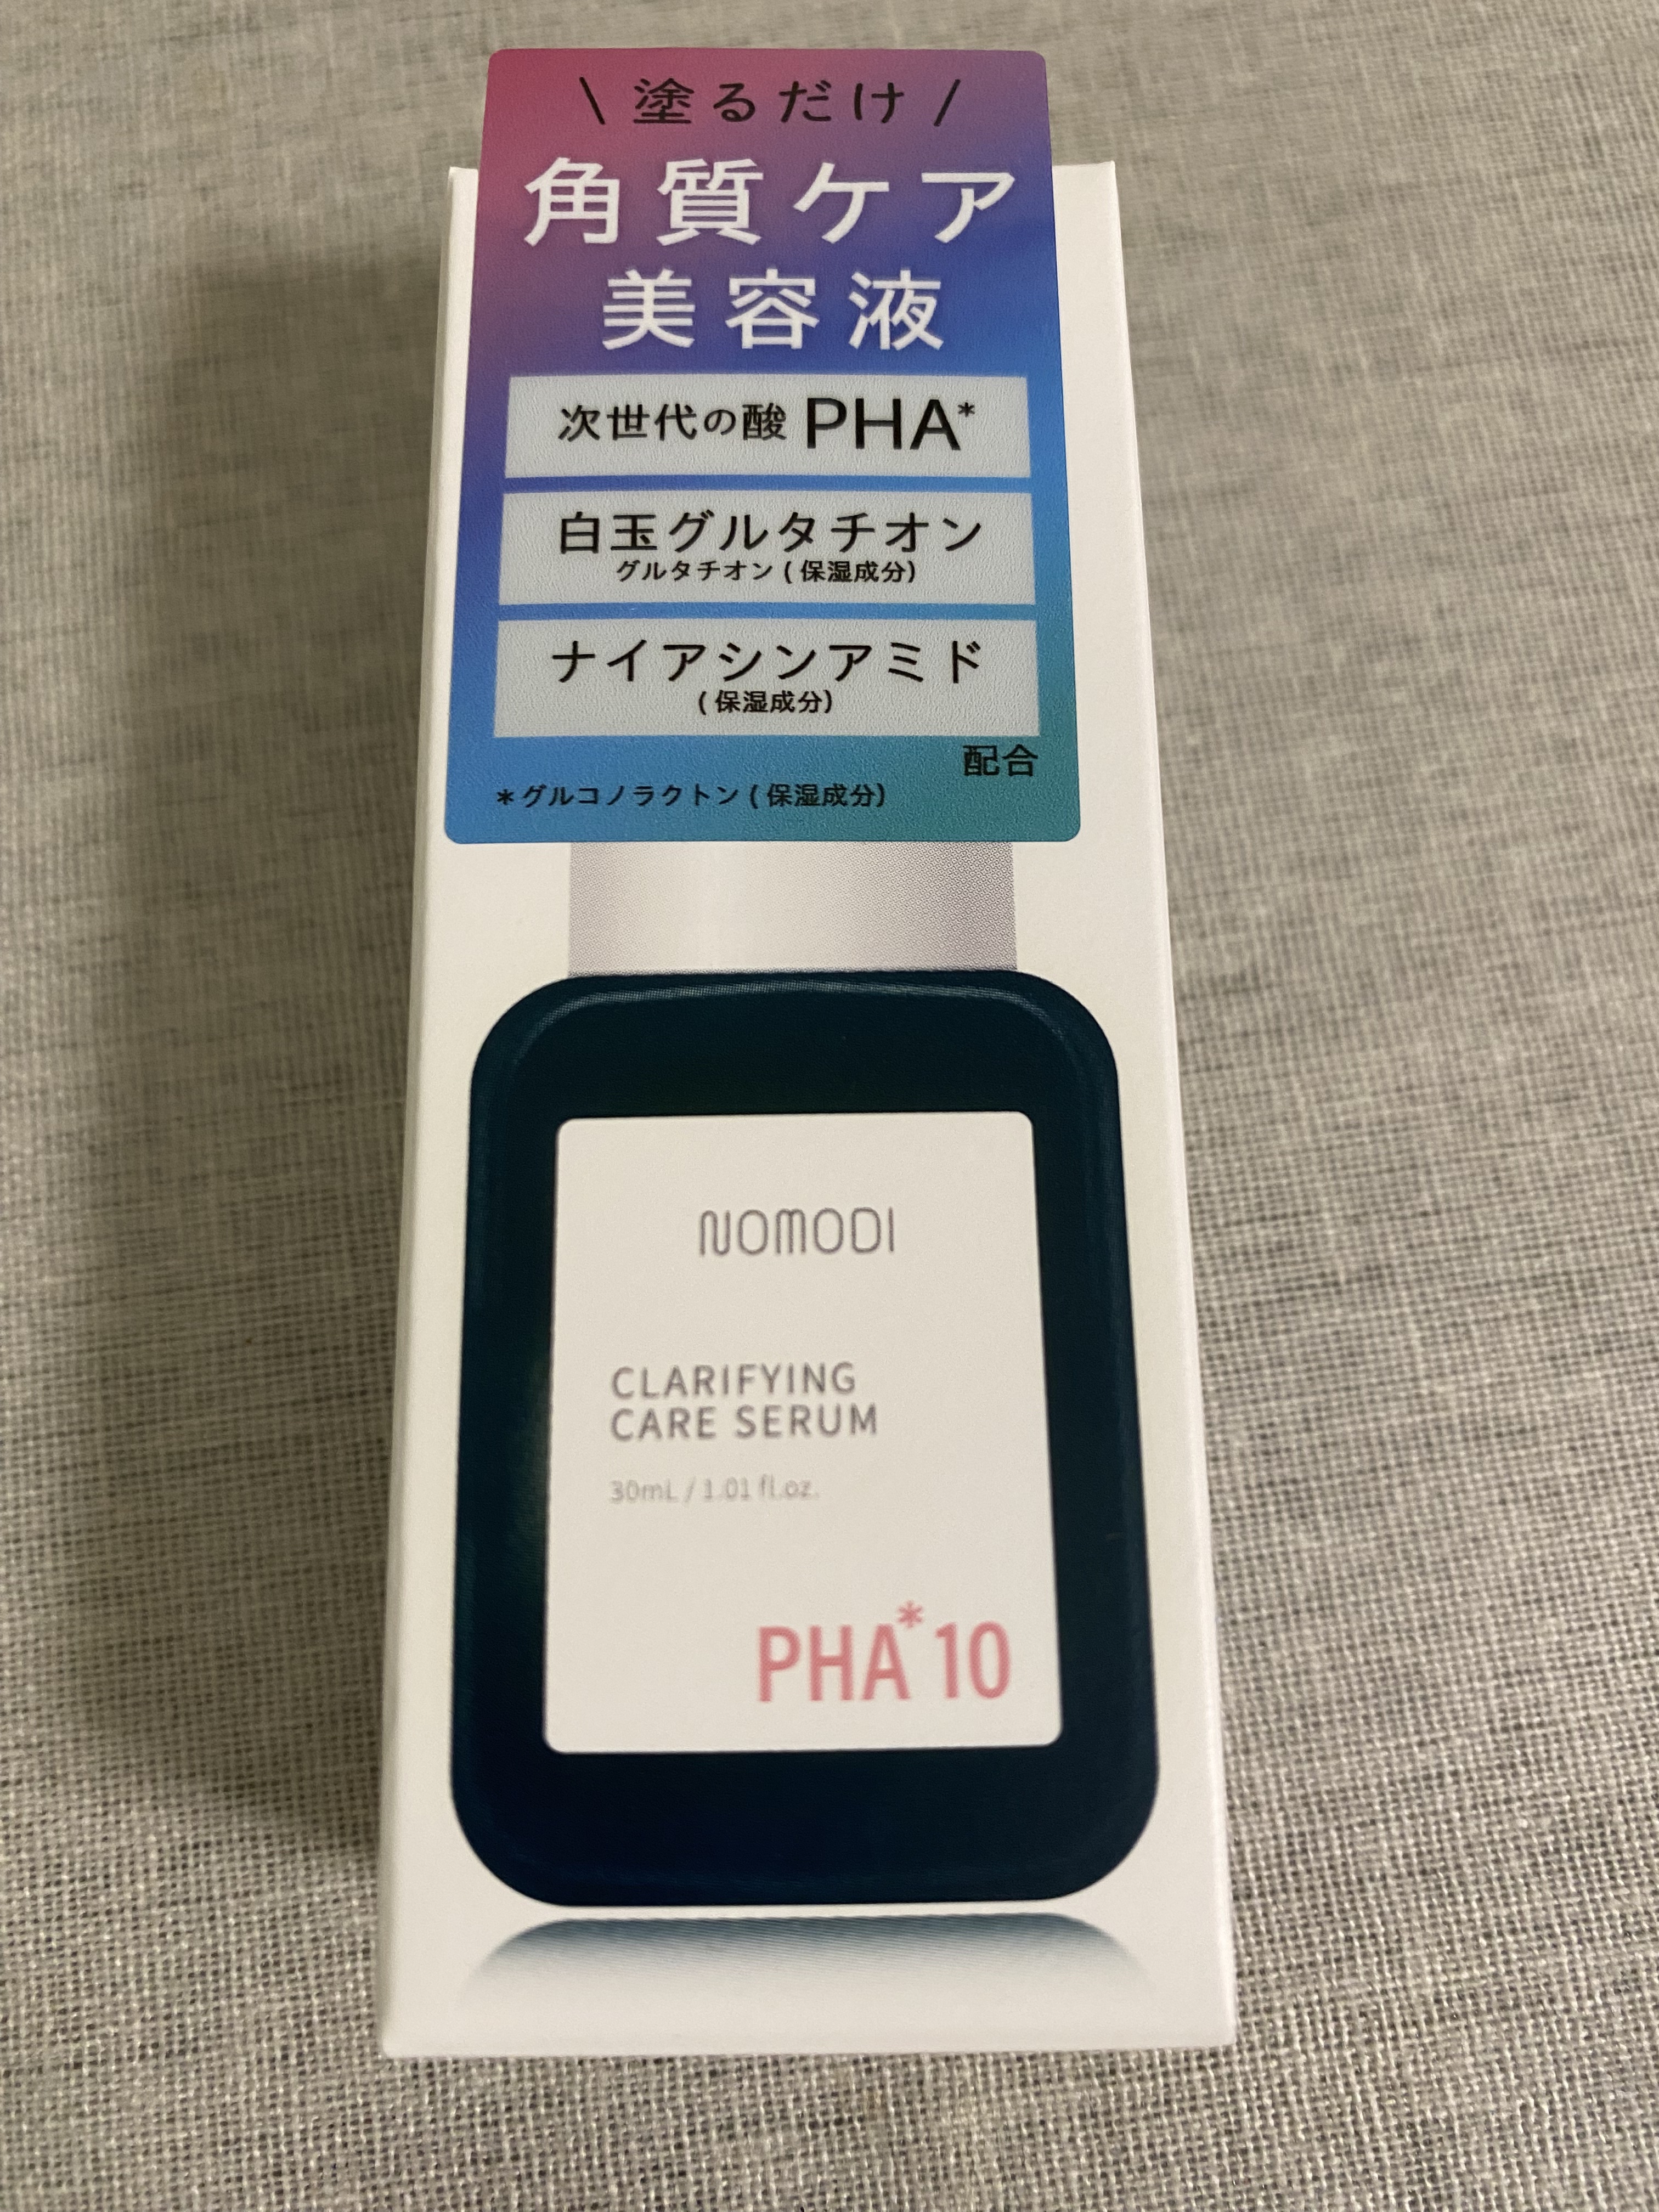 \ 塗るだけ /
角質ケア
美容液
次世代の酸 PHA*
白玉グルタチオン
グルタチオン (保湿成分)
ナイアシンアミド
(保湿成分)
配合
*グルコノラクトン (保湿成分)
NOMODI
CLARIFYING
CARE SERUM
30mL / 1.01 fl.oz.
PHA* 10